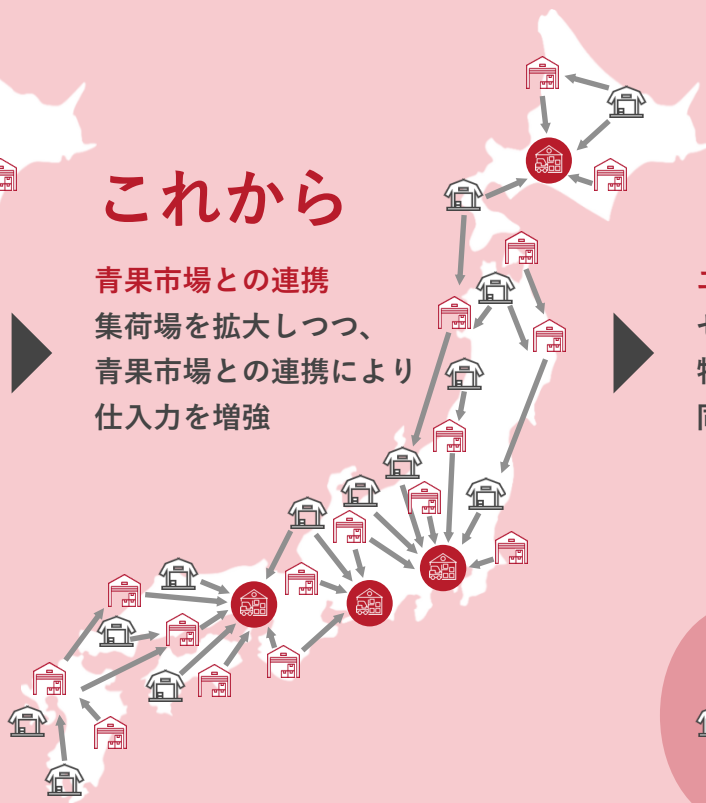 これから
青果市場との連携
集荷場を拡大しつつ、
青果市場との連携により
仕入力を増強